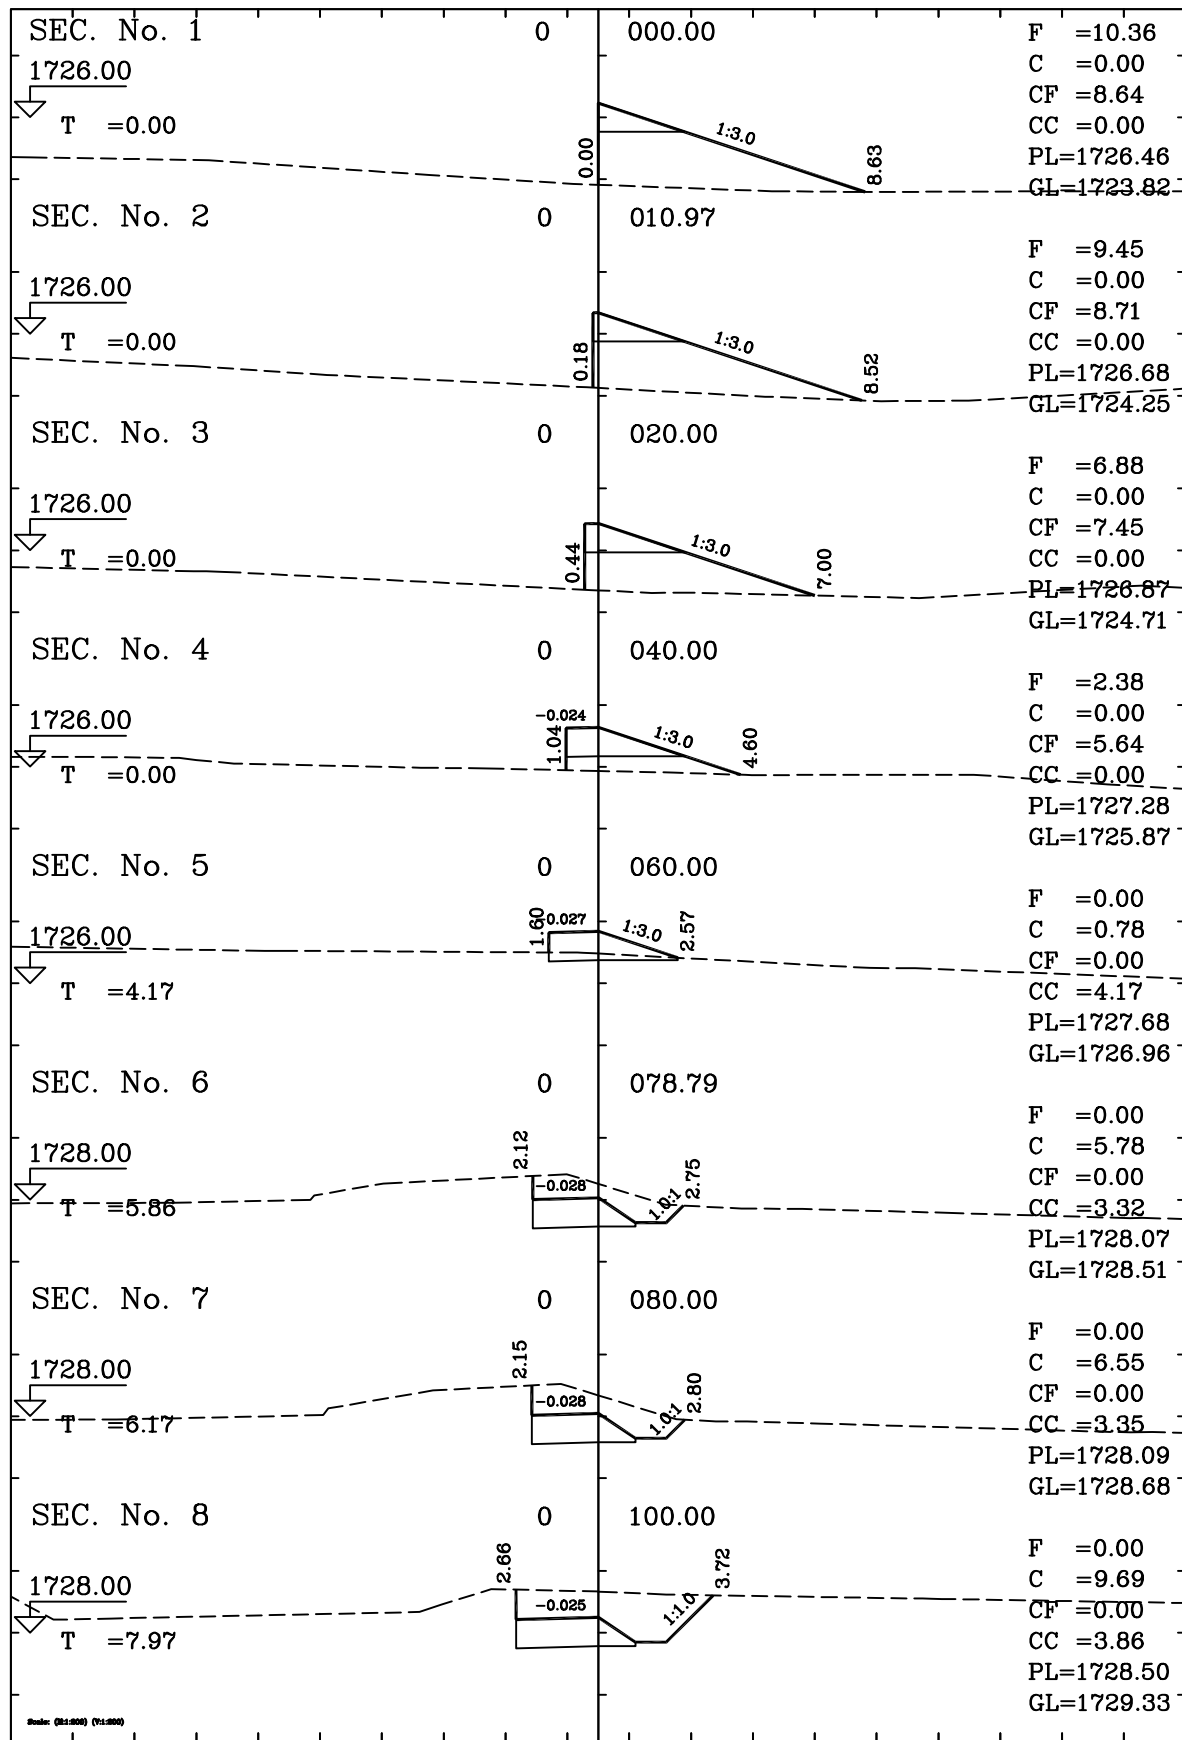 SEC. No. 1 0 000.00
F =10.36
1726.00
C =0.00
CF =8.64
T =0.00
CC =0.00
1:3.0
0.00
8.63
PL=1726.46
GL=1723.82
SEC. No. 2 0 010.97
F =9.45
1726.00
C =0.00
CF =8.71
T =0.00
CC =0.00
1:3.0
0.18
8.52
PL=1726.68
GL=1724.25
SEC. No. 3 0 020.00
F =6.88
1726.00
C =0.00
CF =7.45
T =0.00
CC =0.00
1:3.0
0.44
7.00
PL=1726.87
GL=1724.71
SEC. No. 4 0 040.00
F =2.38
1726.00
C =0.00
-0.024
1:3.0
1.04
4.60
CF =5.64
T =0.00
CC =0.00
PL=1727.28
GL=1725.87
SEC. No. 5 0 060.00
F =0.00
1.60
-0.027
1:3.0
2.57
1726.00
C =0.78
CF =0.00
T =4.17
CC =4.17
PL=1727.68
GL=1726.96
SEC. No. 6 0 078.79
F =0.00
2.12
1728.00
C =5.78
-0.028
1.0:1
2.75
CF =0.00
T =5.86
CC =3.32
PL=1728.07
GL=1728.51
SEC. No. 7 0 080.00
F =0.00
2.15
1728.00
C =6.55
-0.028
1.0:1
2.80
CF =0.00
T =6.17
CC =3.35
PL=1728.09
GL=1728.68
SEC. No. 8 0 100.00
F =0.00
2.66
3.72
1728.00
C =9.69
-0.025
1:1.0
CF =0.00
T =7.97
CC =3.86
PL=1728.50
GL=1729.33
Scale: (H:1:200) (V:1:200)